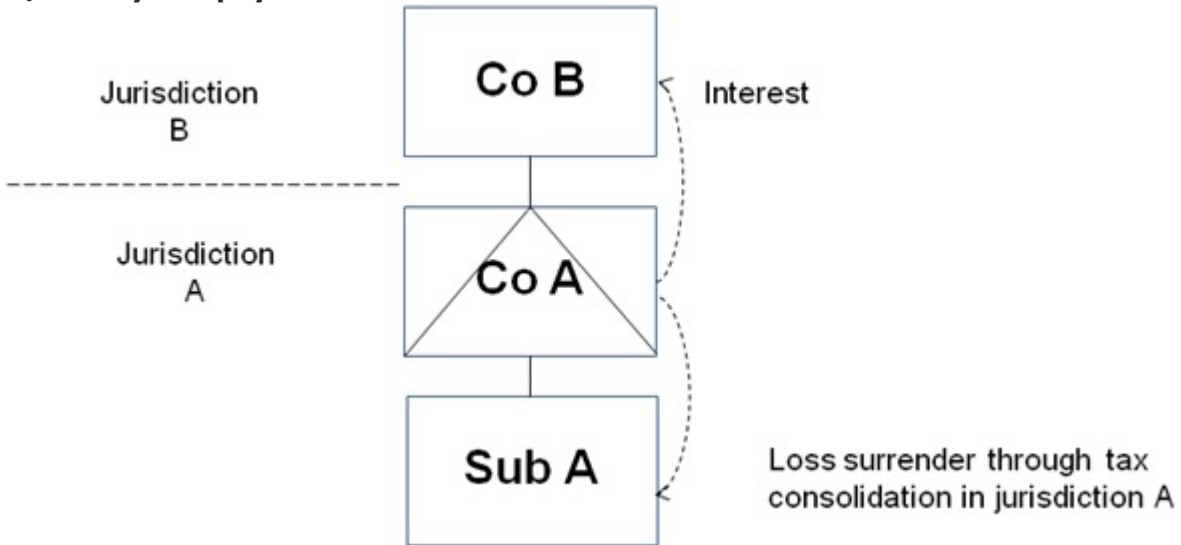 Co B
Interest
Jurisdiction
B
Jurisdiction
A
Co A
Sub A
Loss surrender through tax
consolidation in jurisdiction A